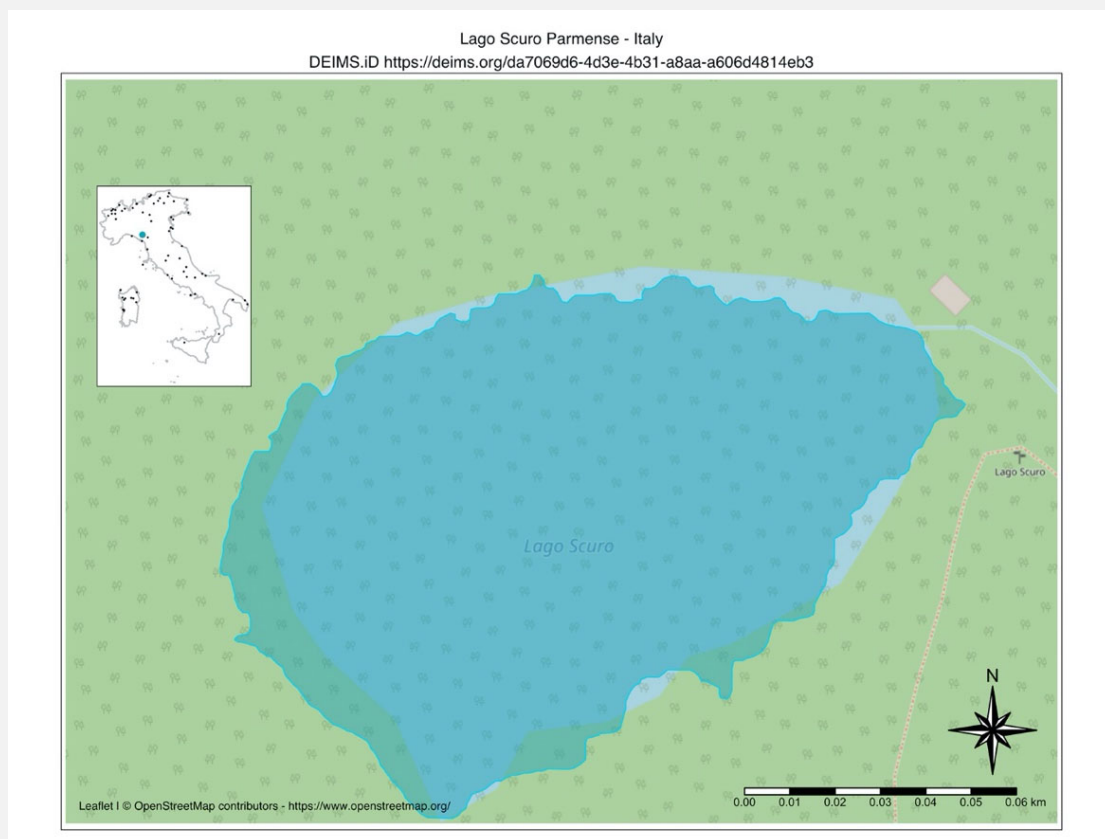 Lago Scuro Parmense - Italy
DEIMS.iD https://deims.org/da7069d6-4d3e-4b31-a8aa-a606d4814eb3
Lago Scuro
Lago Scuro
N
Leaflet | © OpenStreetMap contributors - https://www.openstreetmap.org/
0.00 0.01 0.02 0.03 0.04 0.05 0.06 km